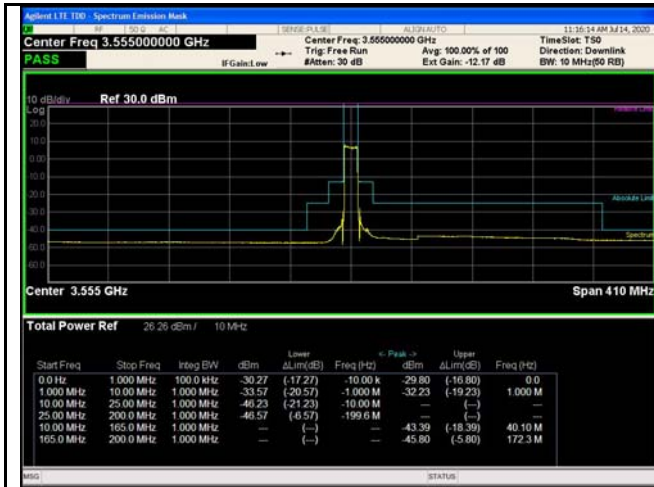 Agilent LTE TDD - Spectrum Emission Mask
RF 50 Ω AC SENSE:PULSE ALIGN AUTO 11:16:14 AM Jul 14, 2020
Center Freq 3.555000000 GHz Center Freq: 3.555000000 GHz TimeSlot: TS0
Trig: Free Run Avg: 100.00% of 100 Direction: Downlink
PASS IFGain:Low #Atten: 30 dB Ext Gain: -12.17 dB BW: 10 MHz(50 RB)
10 dB/div Ref 30.0 dBm
Log
Relative Limit
20.0
10.0
0.00
-10.0
-20.0
Absolute Limit
-30.0
-40.0
Spectrum
-50.0
-60.0
Center 3.555 GHz Span 410 MHz
Total Power Ref 26.26 dBm / 10 MHz
Lower <- Peak -> Upper
Start Freq Stop Freq Integ BW dBm ΔLim(dB) Freq (Hz) dBm ΔLim(dB) Freq (Hz)
0.0 Hz 1.000 MHz 100.0 kHz -30.27 (-17.27) -10.00 k -29.80 (-16.80) 0.0
1.000 MHz 10.00 MHz 1.000 MHz -33.57 (-20.57) -1.000 M -32.23 (-19.23) 1.000 M
10.00 MHz 25.00 MHz 1.000 MHz -46.23 (-21.23) -10.00 M --- (---) ---
25.00 MHz 200.0 MHz 1.000 MHz -46.57 (-6.57) -199.6 M --- (---) ---
10.00 MHz 165.0 MHz 1.000 MHz --- (---) --- -43.39 (-18.39) 40.10 M
165.0 MHz 200.0 MHz 1.000 MHz --- (---) --- -45.80 (-5.80) 172.3 M
MSG STATUS